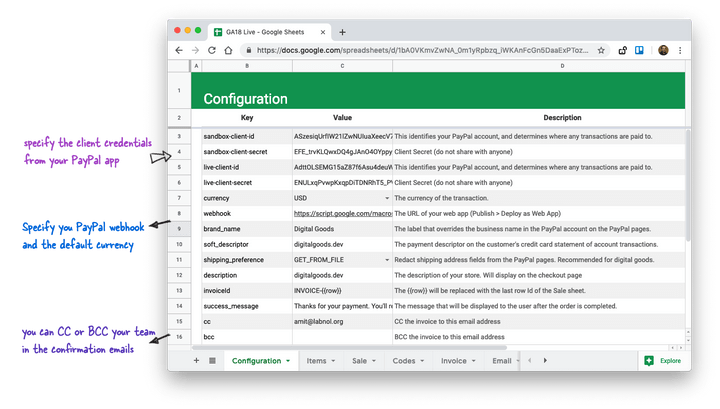 GA18 Live - Google Sheets
https://docs.google.com/spreadsheets/d/1bA0VKmvZwNA_0m1yRpbzq_iWKAnFcGn5DaaExPToz...
A B C D
1 Configuration
2 Key Value Description
3 sandbox-client-id This identifies your PayPal account, and determines where any transactions are paid to.
4 sandbox-client-secret Client Secret (do not share with anyone)
5 live-client-id This identifies your PayPal account, and determines where any transactions are paid to.
6 live-client-secret Client Secret (do not share with anyone)
7 currency USD The currency of the transaction.
8 webhook https://script.google.com/macros The URL of your web app (Publish > Deploy as Web App)
9 brand_name Digital Goods The label that overrides the business name in the PayPal account on the PayPal pages.
10 soft_descriptor digitalgoods.dev The payment descriptor on the customer's credit card statement of account transactions.
11 shipping_preference GET_FROM_FILE Redact shipping address fields from the PayPal pages. Recommended for digital goods.
12 description digitalgoods.dev The description of your store. Will display on the checkout page
13 invoiceId INVOICE-{{row}} The {{row}} will be replaced with the last row Id of the Sale sheet.
14 success_message Thanks for your payment. You'll The message that will be displayed to the user after the order is completed.
15 cc amit@labnol.org CC the invoice to this email address
16 bcc BCC the invoice to this email address
Configuration Items Sale Codes Invoice Email Explore
specify the client credentials
from your PayPal app
Specify you PayPal webhook
and the default currency
you can CC or BCC your team
in the confirmation emails